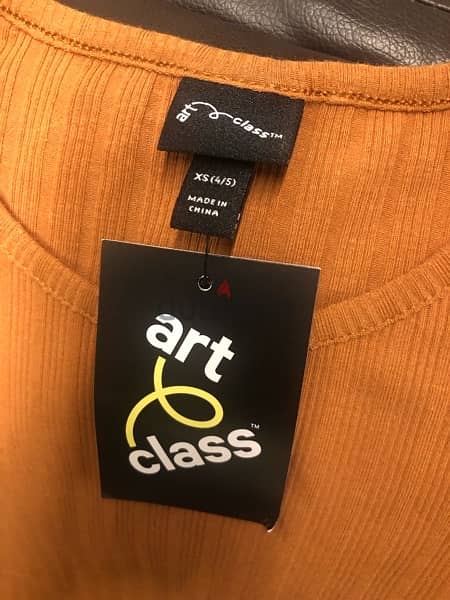 art class™
XS (4/5)
MADE IN
CHINA
art
class™